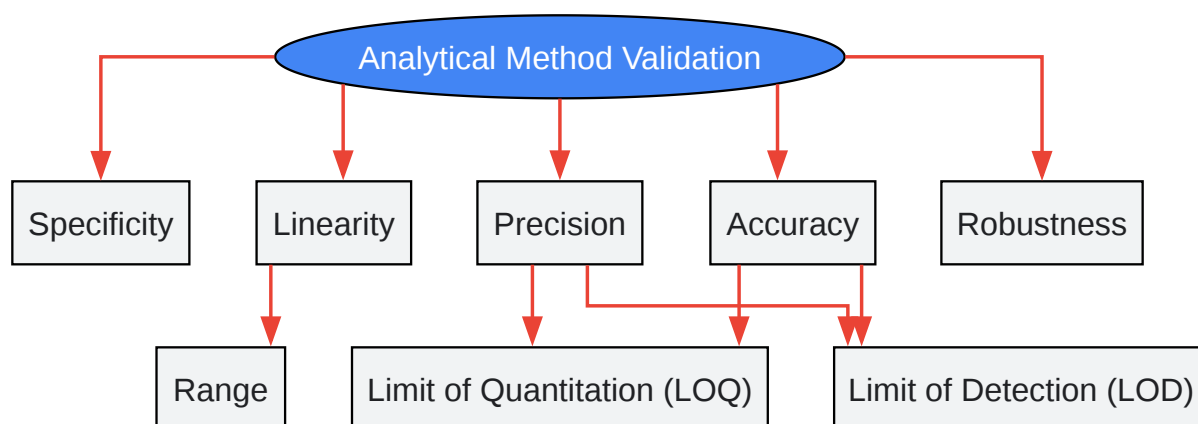 Analytical Method Validation
Specificity
Linearity
Precision
Accuracy
Robustness
Range
Limit of Quantitation (LOQ)
Limit of Detection (LOD)